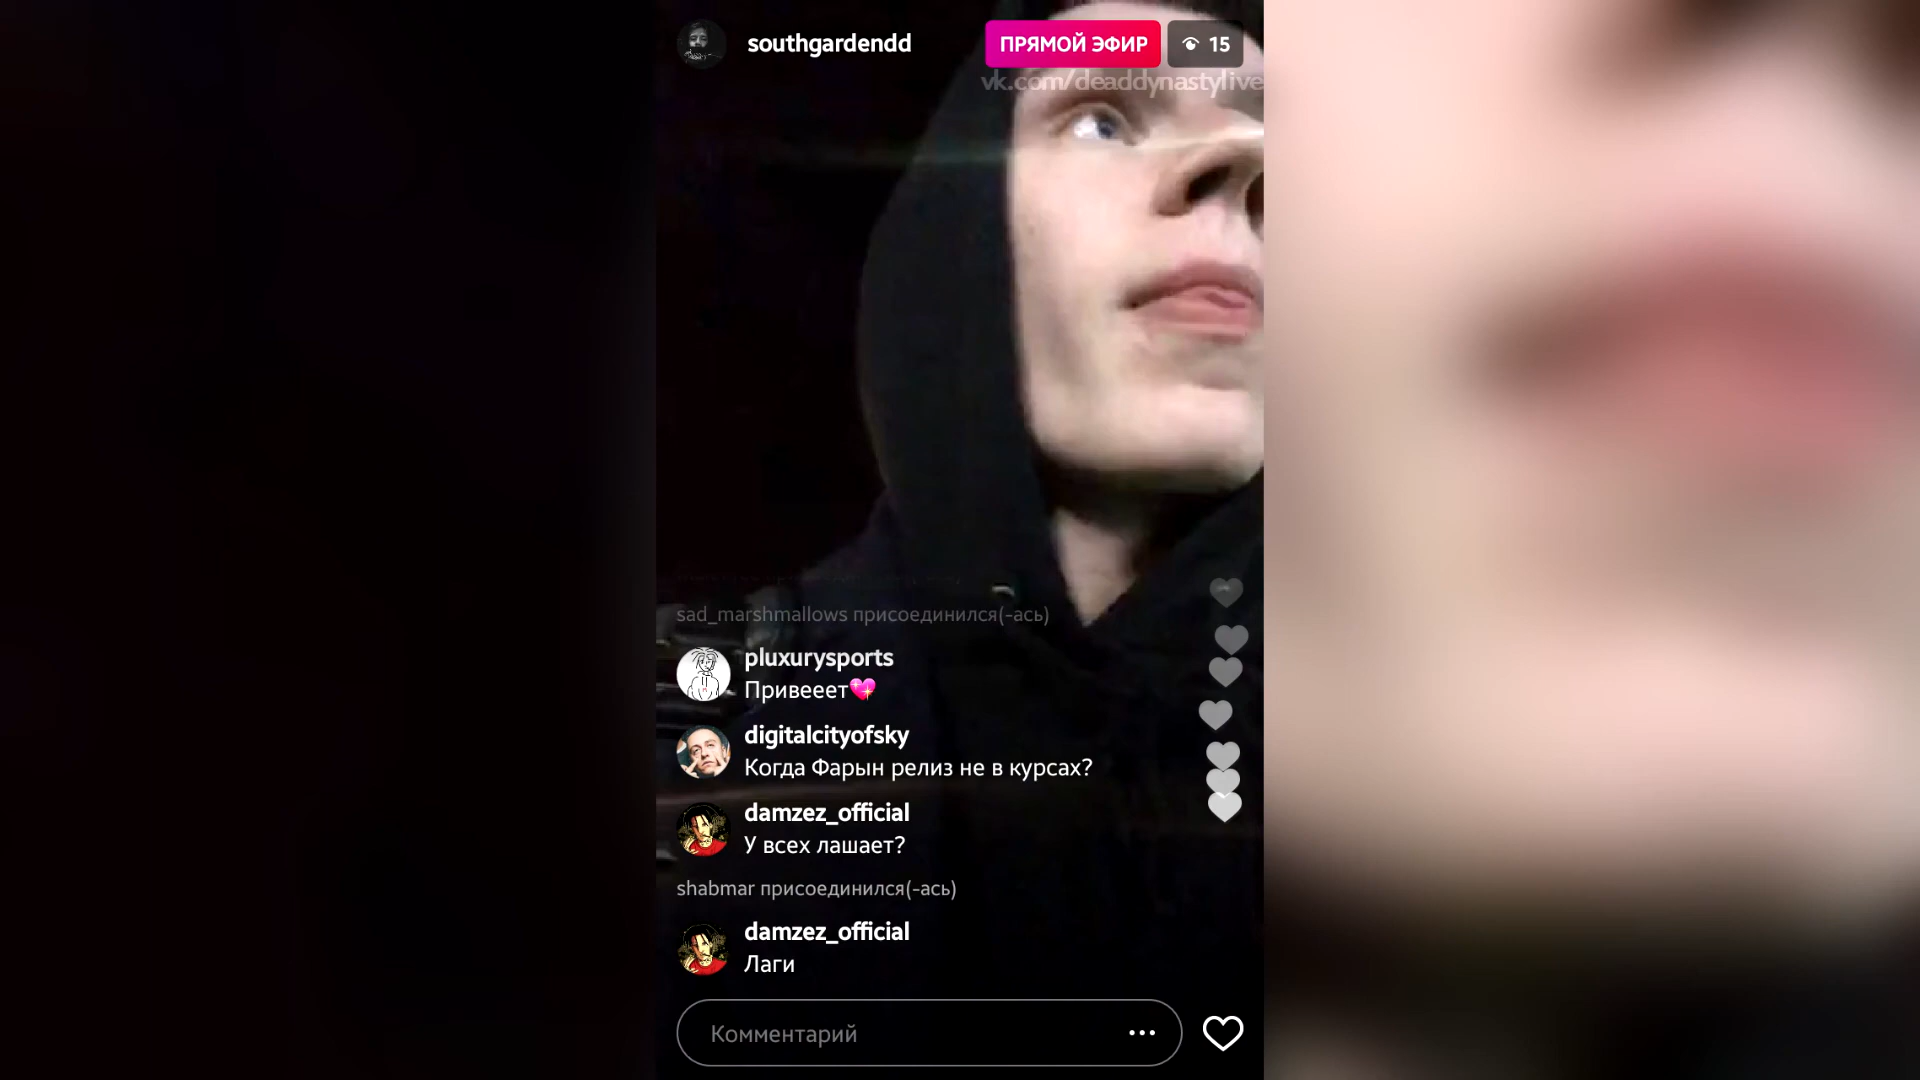 southgardendd
ПРЯМОЙ ЭФИР
15
vk.com/deaddynastylive
sad_marshmallows присоединился(-ась)
pluxurysports
Привееет💖
digitalcityofsky
Когда Фарын релиз не в курсах?
damzez_official
У всех лашает?
shabmar присоединился(-ась)
damzez_official
Лаги
Комментарий